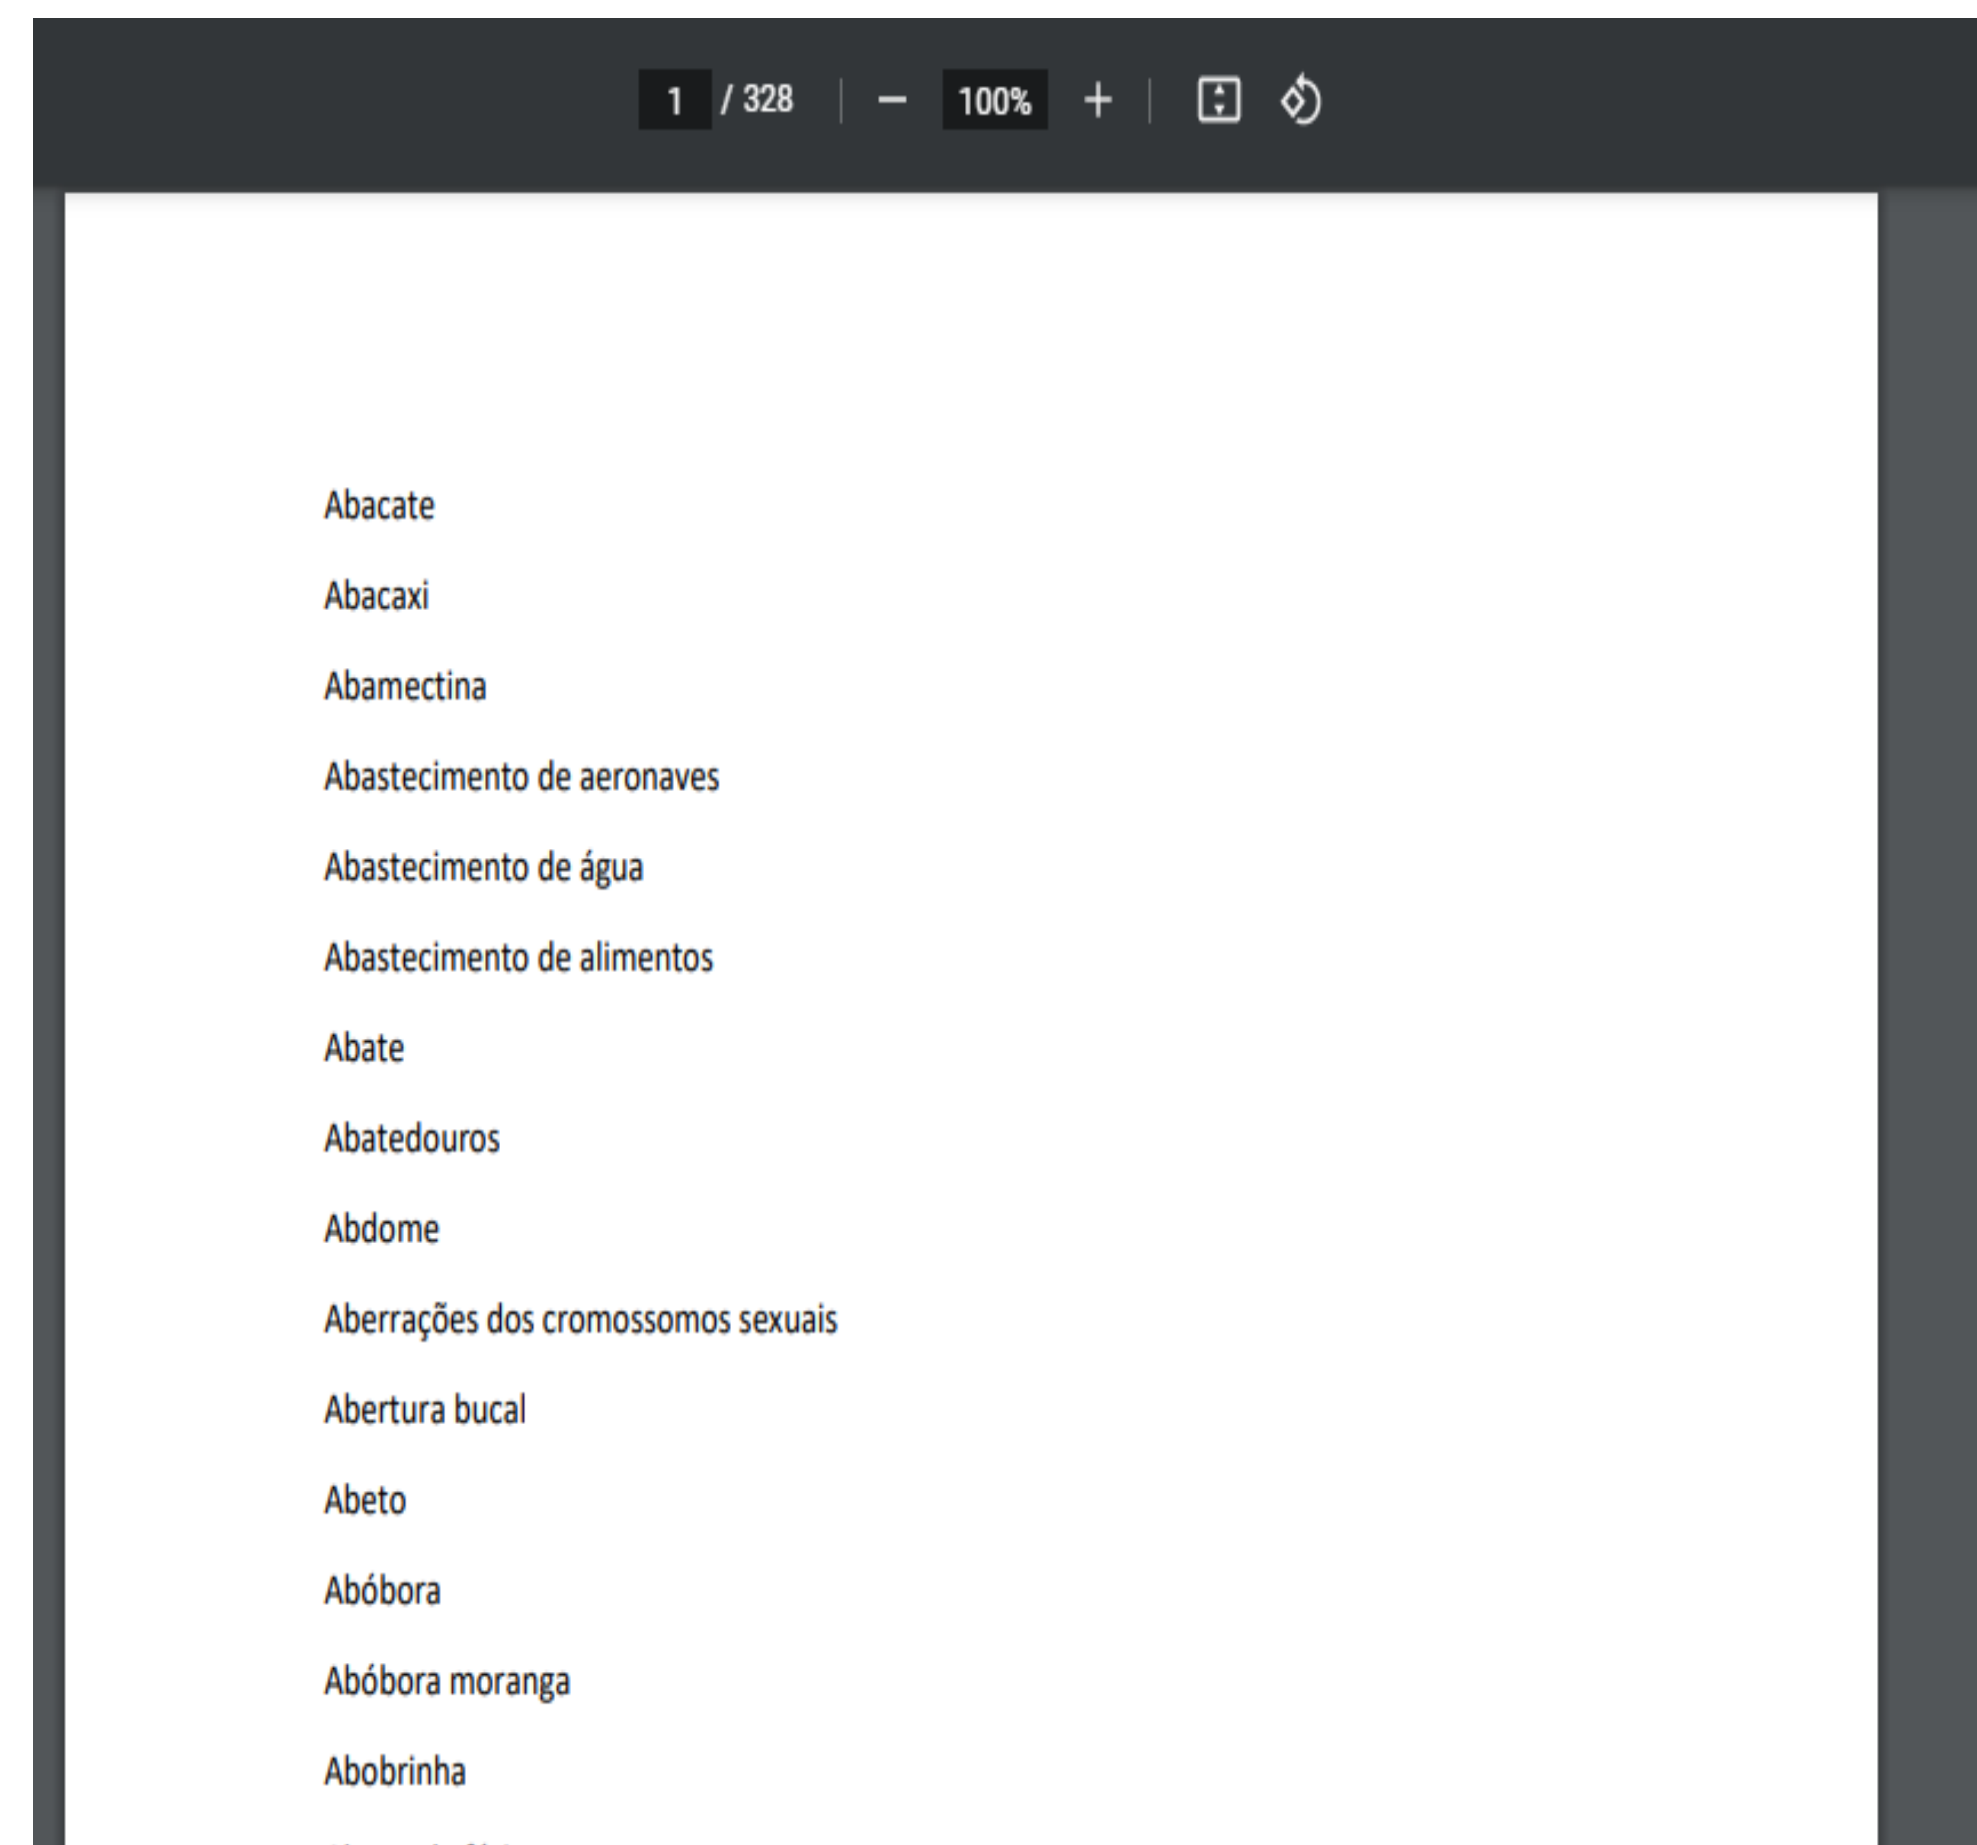 1 / 328 − 100% +
Abacate
Abacaxi
Abamectina
Abastecimento de aeronaves
Abastecimento de água
Abastecimento de alimentos
Abate
Abatedouros
Abdome
Aberrações dos cromossomos sexuais
Abertura bucal
Abeto
Abóbora
Abóbora moranga
Abobrinha